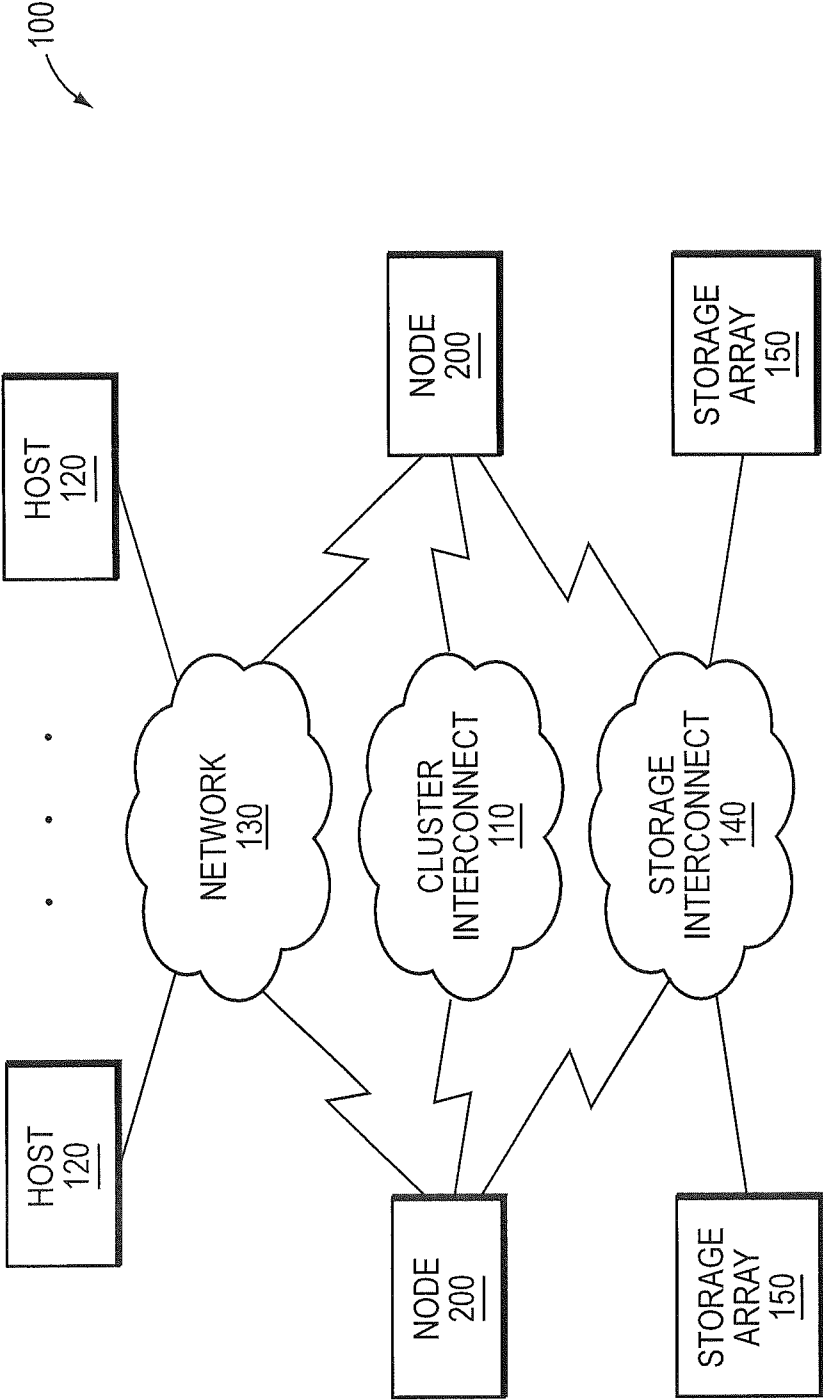 100
HOST
120
. . .
HOST
120
NETWORK
130
NODE
200
CLUSTER
INTERCONNECT
110
NODE
200
STORAGE
ARRAY
150
STORAGE
INTERCONNECT
140
STORAGE
ARRAY
150